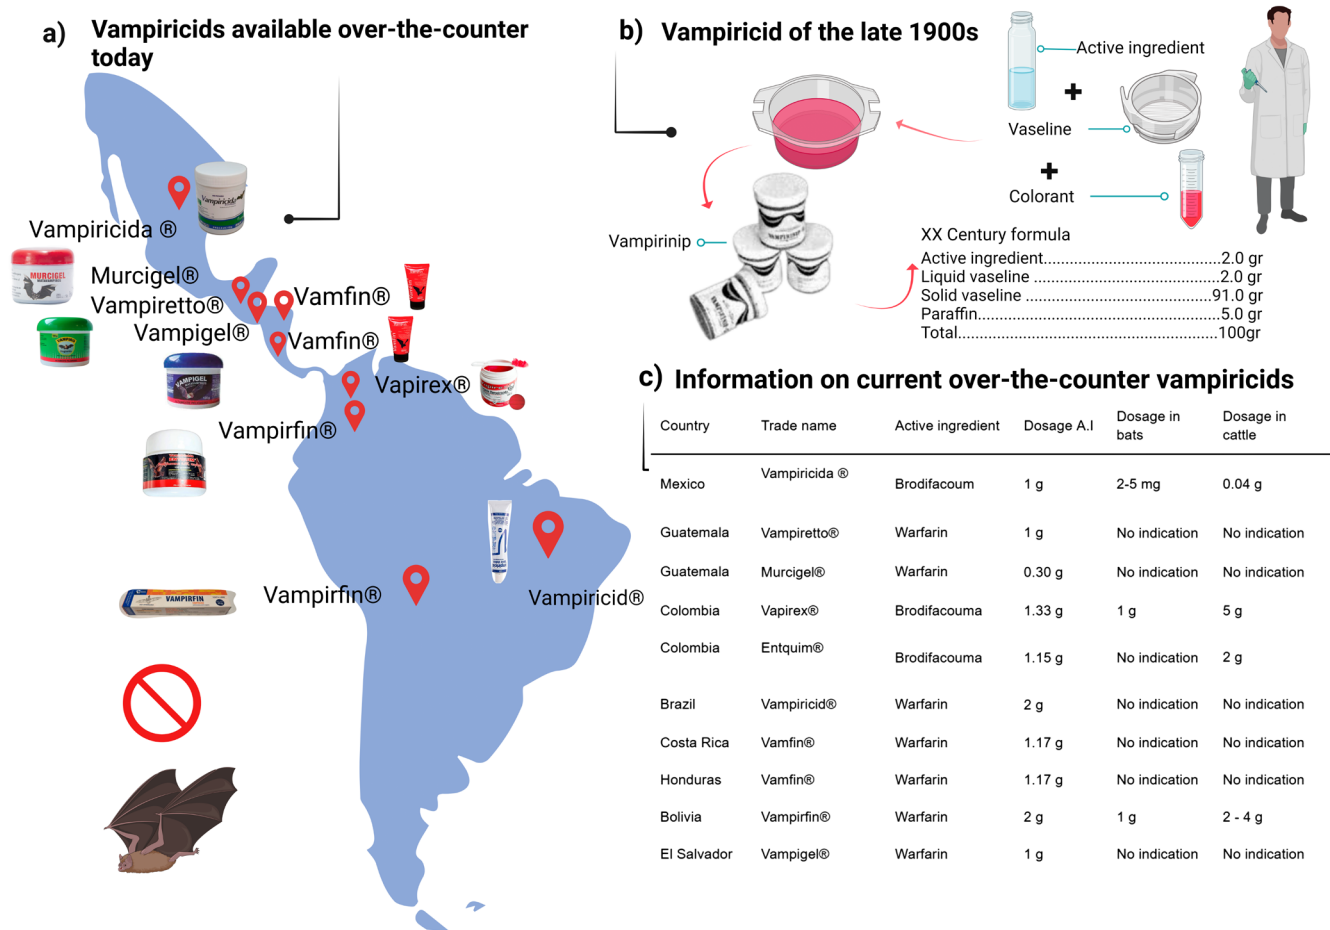 a)
Vampiricids available over-the-counter
today
Vampiricida
Vampiricida ®
MURCIGEL
Murcigel®
Vampiretto®
Vamfin®
Vampigel®
Vamfin®
VAMPIGEL
Vapirex®
Vampirfin®
VAMPIRFIN
Vampirfin®
Vampiricid®
b)
Vampiricid of the late 1900s
Active ingredient
+
Vaseline
+
Colorant
VAMPIRINIP
Vampirinip
XX Century formula
Active ingredient....................................2.0 gr
Liquid vaseline .......................................2.0 gr
Solid vaseline ......................................91.0 gr
Paraffin..................................................5.0 gr
Total.....................................................100gr
c)
Information on current over-the-counter vampiricids
Country Trade name Active ingredient Dosage A.I Dosage in bats Dosage in cattle
Mexico Vampiricida ® Brodifacoum 1 g 2-5 mg 0.04 g
Guatemala Vampiretto® Warfarin 1 g No indication No indication
Guatemala Murcigel® Warfarin 0.30 g No indication No indication
Colombia Vapirex® Brodifacouma 1.33 g 1 g 5 g
Colombia Entquim® Brodifacouma 1.15 g No indication 2 g
Brazil Vampiricid® Warfarin 2 g No indication No indication
Costa Rica Vamfin® Warfarin 1.17 g No indication No indication
Honduras Vamfin® Warfarin 1.17 g No indication No indication
Bolivia Vampirfin® Warfarin 2 g 1 g 2 - 4 g
El Salvador Vampigel® Warfarin 1 g No indication No indication